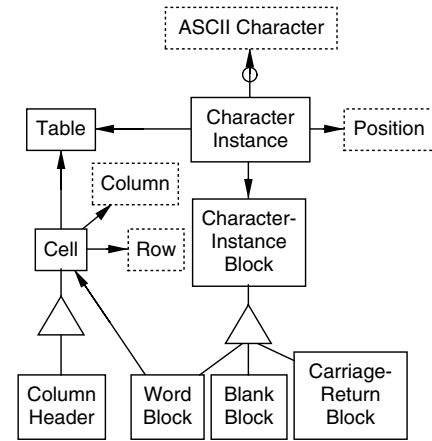 ASCII Character
Character
Instance
Table
Position
Column
Character-
Instance
Block
Cell
Row
Column
Header
Word
Block
Blank
Block
Carriage-
Return
Block